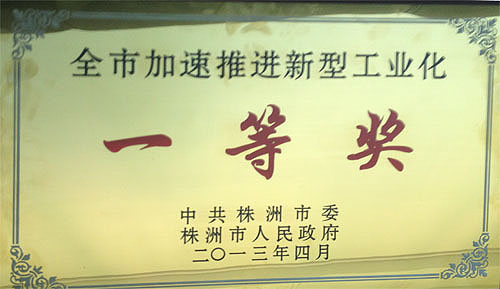 全市加速推进新型工业化
一等奖
中共株洲市委
株洲市人民政府
二〇一三年四月